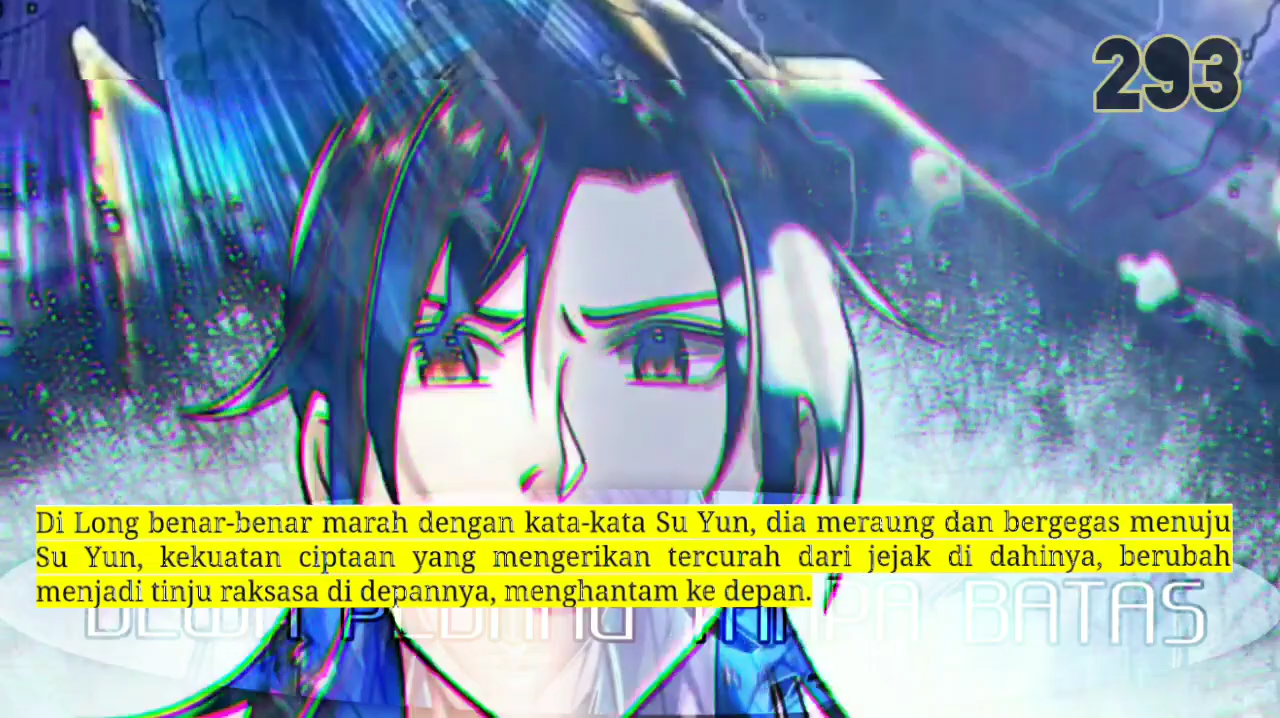 293
Di Long benar-benar marah dengan kata-kata Su Yun, dia meraung dan bergegas menuju
Su Yun, kekuatan ciptaan yang mengerikan tercurah dari jejak di dahinya, berubah
menjadi tinju raksasa di depannya, menghantam ke depan.
DEWA PEDANG TANPA BATAS